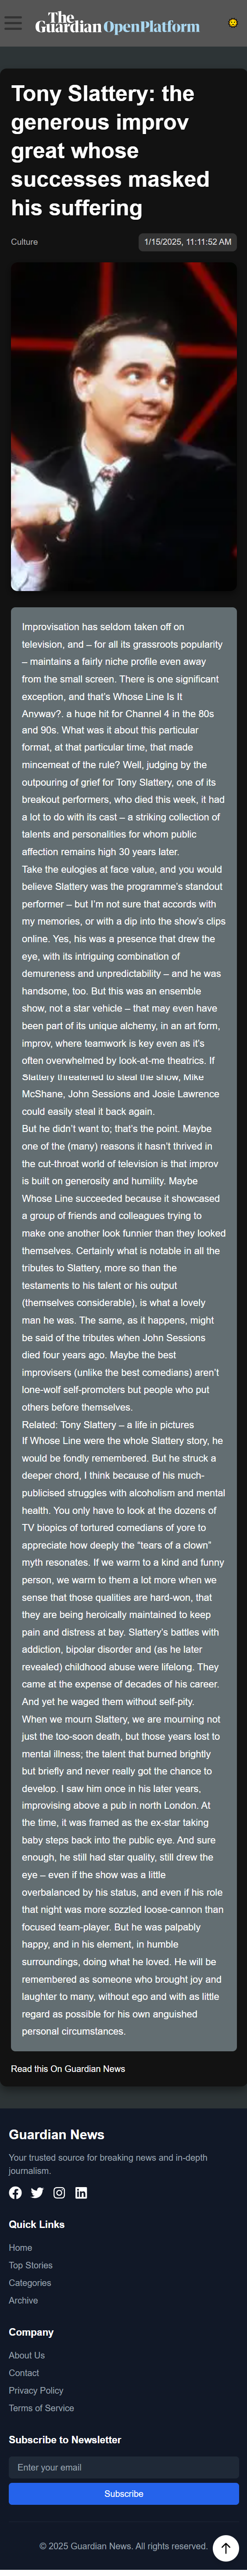 The
Guardian OpenPlatform
Tony Slattery: the
generous improv
great whose
successes masked
his suffering
Culture
1/15/2025, 11:11:52 AM
Improvisation has seldom taken off on
television, and – for all its grassroots popularity
– maintains a fairly niche profile even away
from the small screen. There is one significant
exception, and that's Whose Line Is It
Anyway?, a huge hit for Channel 4 in the 80s
and 90s. What was it about this particular
format, at that particular time, that made
mincemeat of the rule? Well, judging by the
outpouring of grief for Tony Slattery, one of its
breakout performers, who died this week, it had
a lot to do with its cast – a striking collection of
talents and personalities for whom public
affection remains high 30 years later.
Take the eulogies at face value, and you would
believe Slattery was the programme's standout
performer – but I'm not sure that accords with
my memories, or with a dip into the show's clips
online. Yes, his was a presence that drew the
eye, with its intriguing combination of
demureness and unpredictability – and he was
handsome, too. But this was an ensemble
show, not a star vehicle – that may even have
been part of its unique alchemy, in an art form,
improv, where teamwork is key even as it's
often overwhelmed by look-at-me theatrics. If
Slattery threatened to steal the show, Mike
McShane, John Sessions and Josie Lawrence
could easily steal it back again.
But he didn't want to; that's the point. Maybe
one of the (many) reasons it hasn't thrived in
the cut-throat world of television is that improv
is built on generosity and humility. Maybe
Whose Line succeeded because it showcased
a group of friends and colleagues trying to
make one another look funnier than they looked
themselves. Certainly what is notable in all the
tributes to Slattery, more so than the
testaments to his talent or his output
(themselves considerable), is what a lovely
man he was. The same, as it happens, might
be said of the tributes when John Sessions
died four years ago. Maybe the best
improvisers (unlike the best comedians) aren't
lone-wolf self-promoters but people who put
others before themselves.
Related: Tony Slattery – a life in pictures
If Whose Line were the whole Slattery story, he
would be fondly remembered. But he struck a
deeper chord, I think because of his much-
publicised struggles with alcoholism and mental
health. You only have to look at the dozens of
TV biopics of tortured comedians of yore to
appreciate how deeply the “tears of a clown”
myth resonates. If we warm to a kind and funny
person, we warm to them a lot more when we
sense that those qualities are hard-won, that
they are being heroically maintained to keep
pain and distress at bay. Slattery's battles with
addiction, bipolar disorder and (as he later
revealed) childhood abuse were lifelong. They
came at the expense of decades of his career.
And yet he waged them without self-pity.
When we mourn Slattery, we are mourning not
just the too-soon death, but those years lost to
mental illness; the talent that burned brightly
but briefly and never really got the chance to
develop. I saw him once in his later years,
improvising above a pub in north London. At
the time, it was framed as the ex-star taking
baby steps back into the public eye. And sure
enough, he still had star quality, still drew the
eye – even if the show was a little
overbalanced by his status, and even if his role
that night was more sozzled loose-cannon than
focused team-player. But he was palpably
happy, and in his element, in humble
surroundings, doing what he loved. He will be
remembered as someone who brought joy and
laughter to many, without ego and with as little
regard as possible for his own anguished
personal circumstances.
Read this On Guardian News
Guardian News
Your trusted source for breaking news and in-depth
journalism.
Quick Links
Home
Top Stories
Categories
Archive
Company
About Us
Contact
Privacy Policy
Terms of Service
Subscribe to Newsletter
Enter your email
Subscribe
© 2025 Guardian News. All rights reserved.